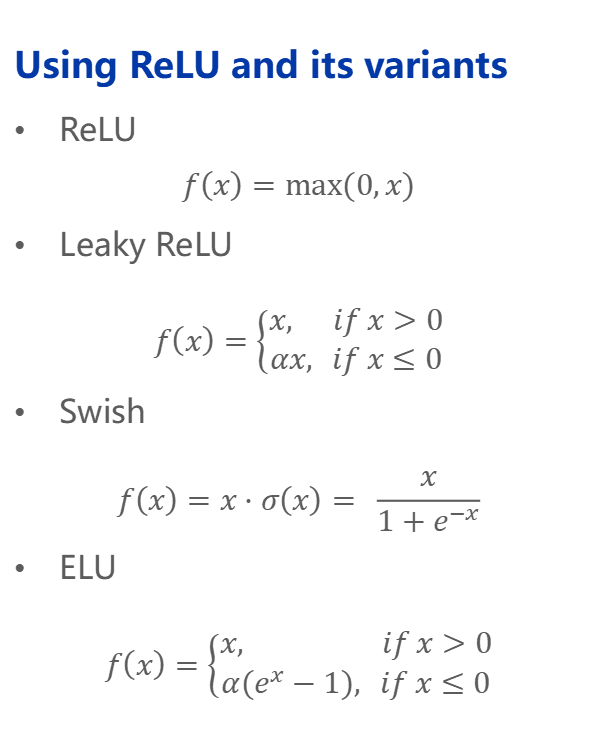 Using ReLU and its variants
• ReLU
f(x) = max(0, x)
• Leaky ReLU
f(x) = {x, if x > 0
αx, if x ≤ 0
• Swish
f(x) = x · σ(x) = x / (1 + e^{−x})
• ELU
f(x) = {x, if x > 0
α(e^x − 1), if x ≤ 0